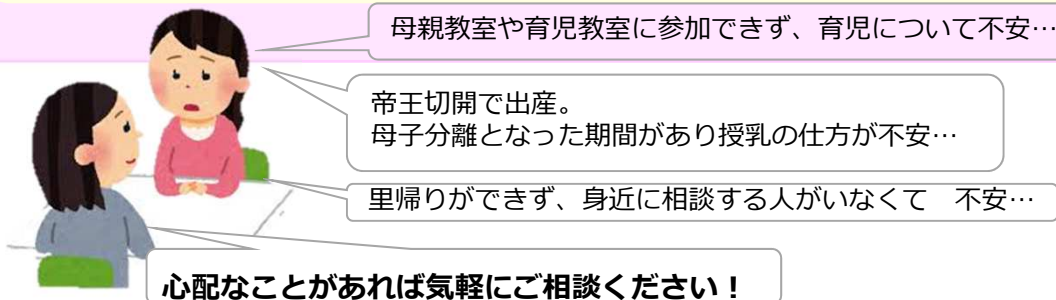 母親教室や育児教室に参加できず、育児について不安…
帝王切開で出産。
母子分離となった期間があり授乳の仕方が不安…
里帰りができず、身近に相談する人がいなくて　不安…
心配なことがあれば気軽にご相談ください！